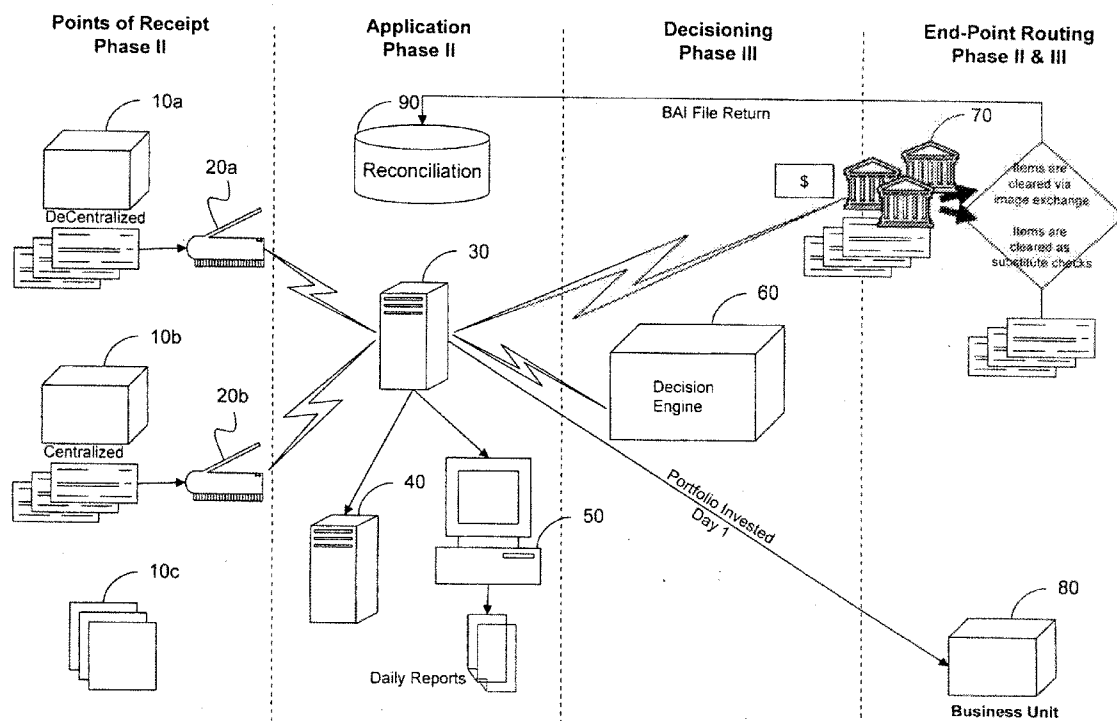 Points of Receipt
Phase II
Application
Phase II
Decisioning
Phase III
End-Point Routing
Phase II & III
10a
90
BAI File Return
70
Reconciliation
20a
$
Items are
cleared via
image exchange
DeCentralized
Items are
cleared as
substitute checks
30
60
10b
20b
Decision
Engine
Centralized
40
50
Portfolio Invested
Day 1
10c
80
Daily Reports
Business Unit